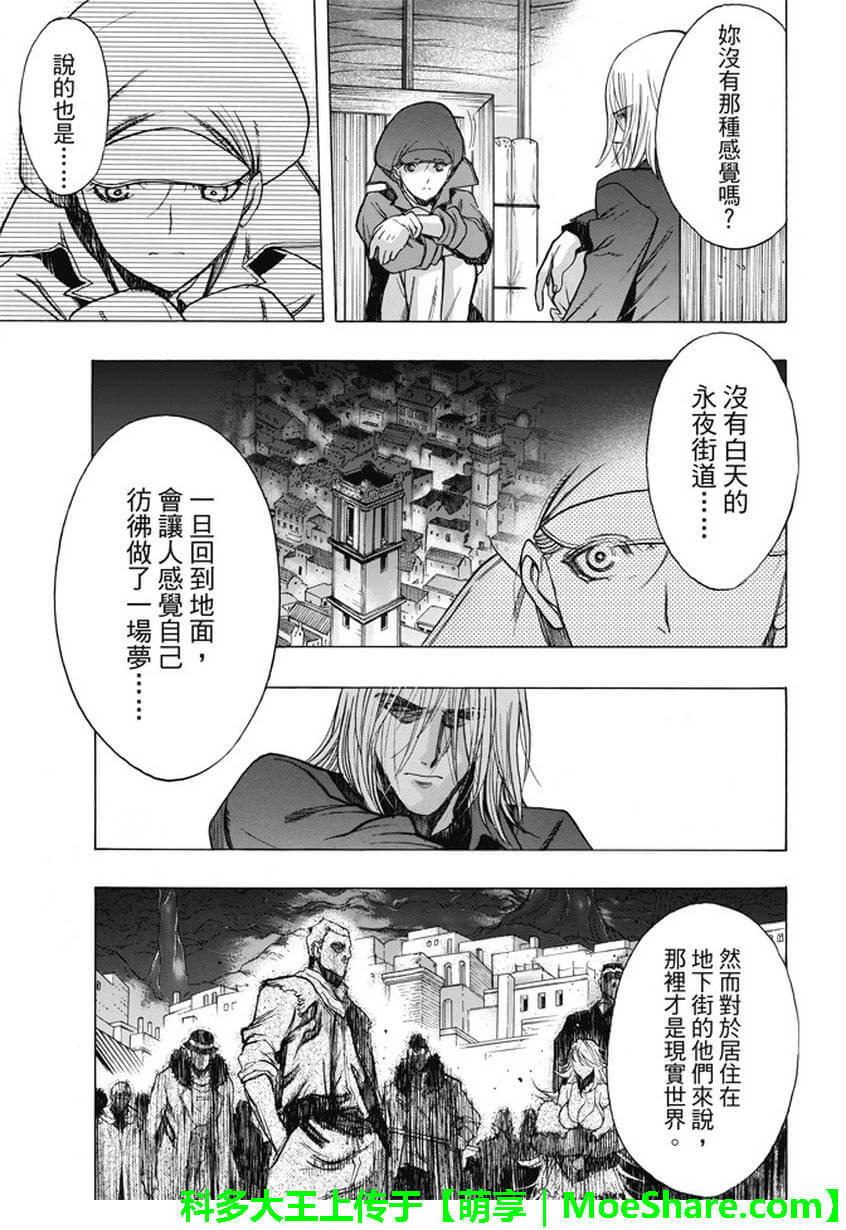 妳沒有那種感覺嗎？
說的也是……
沒有白天的
永夜街道……
一旦回到地面，
會讓人感覺自己
彷彿做了一場夢……
然而對於居住在
地下街的他們來說，
那裡才是現實世界。
科多大王上传于【萌享 | MoeShare.com】